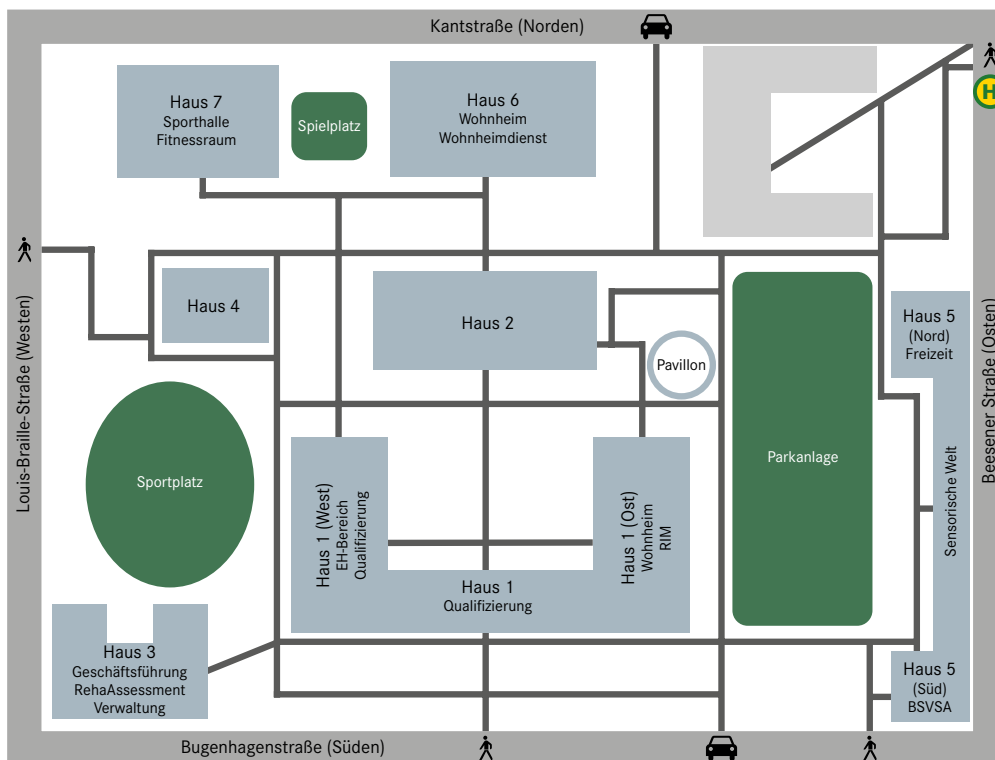 Kantstraße (Norden)
Haus 7
Sporthalle
Fitnessraum
Spielplatz
Haus 6
Wohnheim
Wohnheimdienst
H
Louis-Braille-Straße (Westen)
Haus 4
Haus 2
Pavillon
Haus 5
(Nord)
Freizeit
Beesener Straße (Osten)
Sportplatz
Parkanlage
Sensorische Welt
Haus 1 (West)
EH-Bereich
Qualifizierung
Haus 1 (Ost)
Wohnheim
RIM
Haus 1
Qualifizierung
Haus 3
Geschäftsführung
RehaAssessment
Verwaltung
Haus 5
(Süd)
BSVSA
Bugenhagenstraße (Süden)